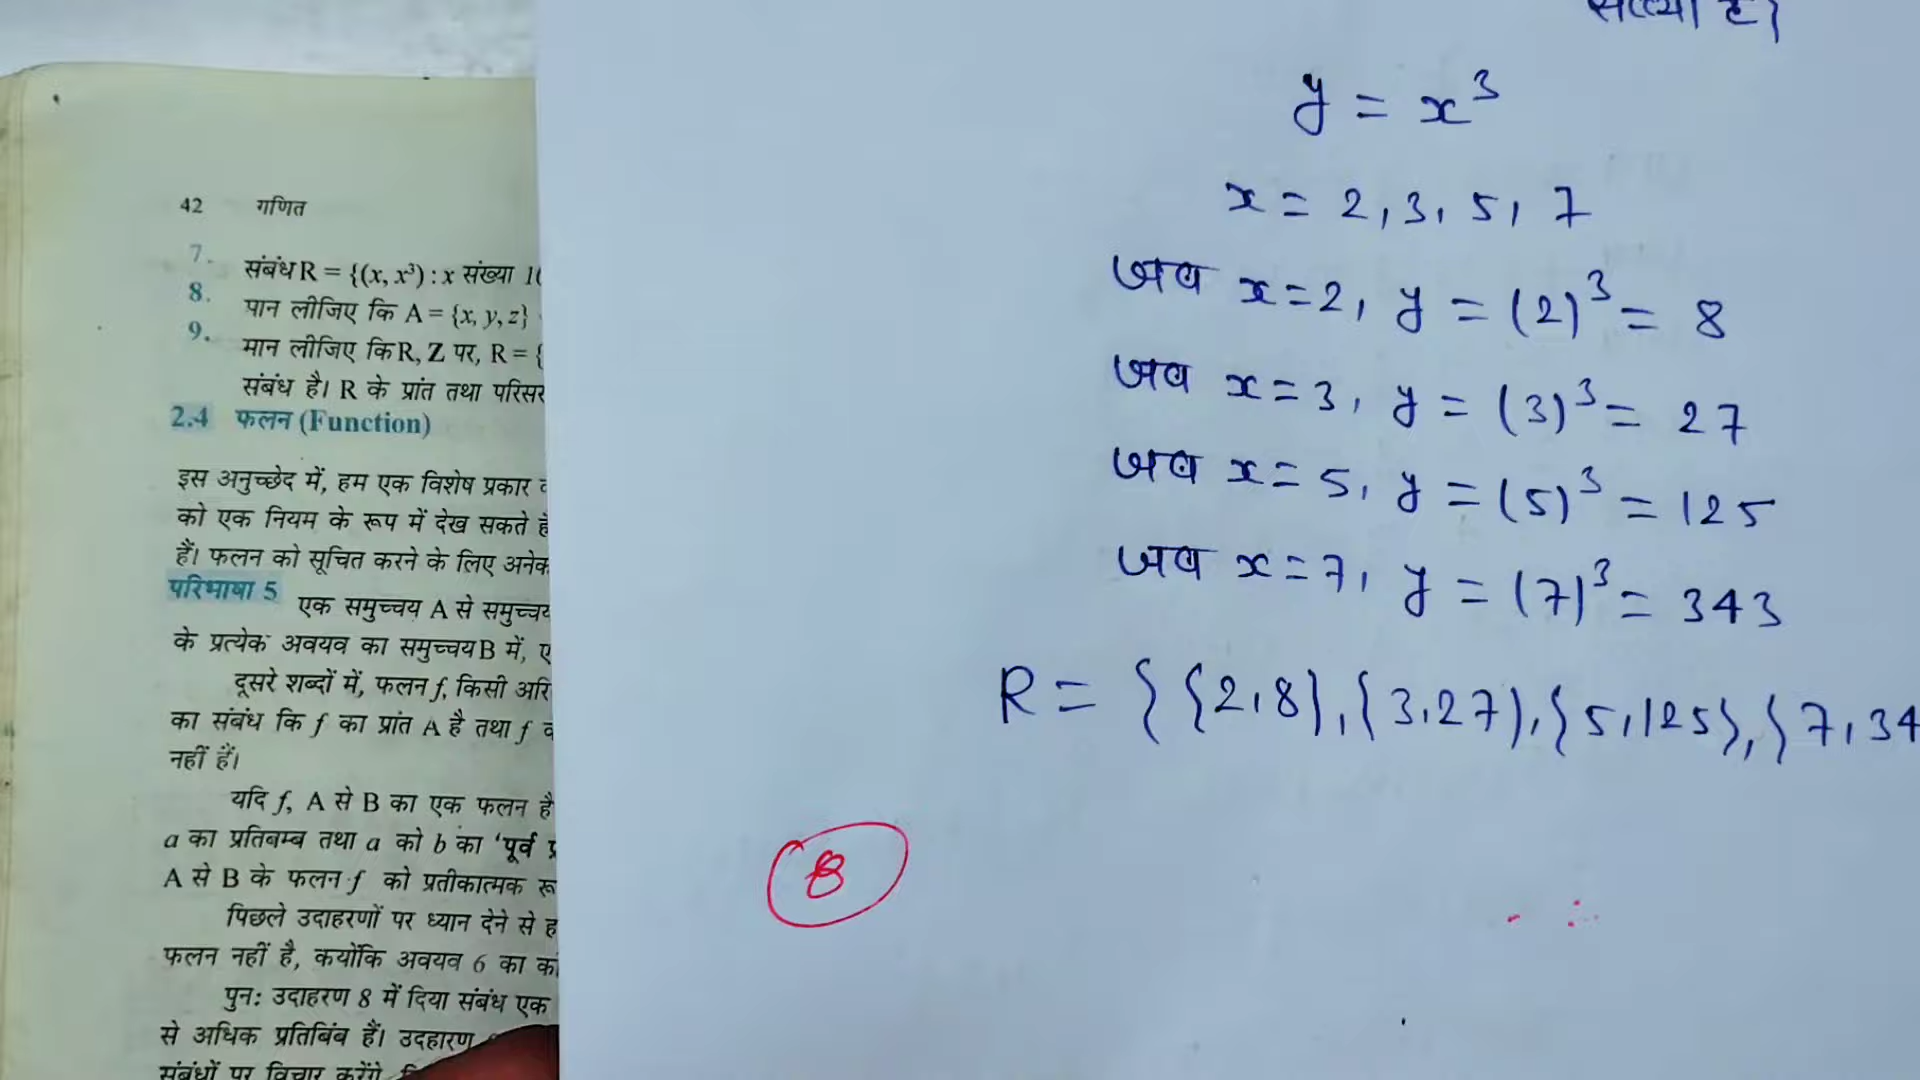 42 गणित
7. संबंध R = {(x, x³) : x संख्या 10
8. मान लीजिए कि A = {x, y, z}
9. मान लीजिए कि R, Z पर, R = {
संबंध है। R के प्रांत तथा परिसर
2.4 फलन (Function)
इस अनुच्छेद में, हम एक विशेष प्रकार
को एक नियम के रूप में देख सकते हैं
हैं। फलन को सूचित करने के लिए अनेक
परिभाषा 5 एक समुच्चय A से समुच्चय
के प्रत्येक अवयव का समुच्चय B में, ए
दूसरे शब्दों में, फलन f, किसी अरि
का संबंध कि f का प्रांत A है तथा f
नहीं हैं।
यदि f, A से B का एक फलन है
a का प्रतिबम्ब तथा a को b का ‘पूर्व
A से B के फलन f को प्रतीकात्मक रू
पिछले उदाहरणों पर ध्यान देने से
फलन नहीं है, क्योंकि अवयव 6 का को
पुन: उदाहरण 8 में दिया संबंध एक
से अधिक प्रतिबिंब हैं। उदहारण
संबंधों पर विचार करेंगे
संख्या है।
y = x³
x = 2, 3, 5, 7
जब x = 2, y = (2)³ = 8
जब x = 3, y = (3)³ = 27
जब x = 5, y = (5)³ = 125
जब x = 7, y = (7)³ = 343
R = { {2,8), (3,27), {5,125}, {7,34
8